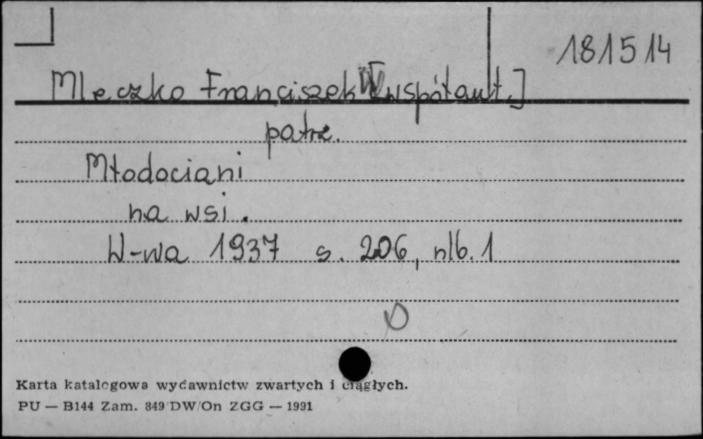 181514
Mleczko Franciszek [współaut.]
patrz.
Młodociani
na wsi.
W-wa 1937 s. 206, nlb. 1
Karta katalogowa wydawnictw zwartych i ciągłych.
PU — B144 Zam. 849 DW/On ZGG — 1991